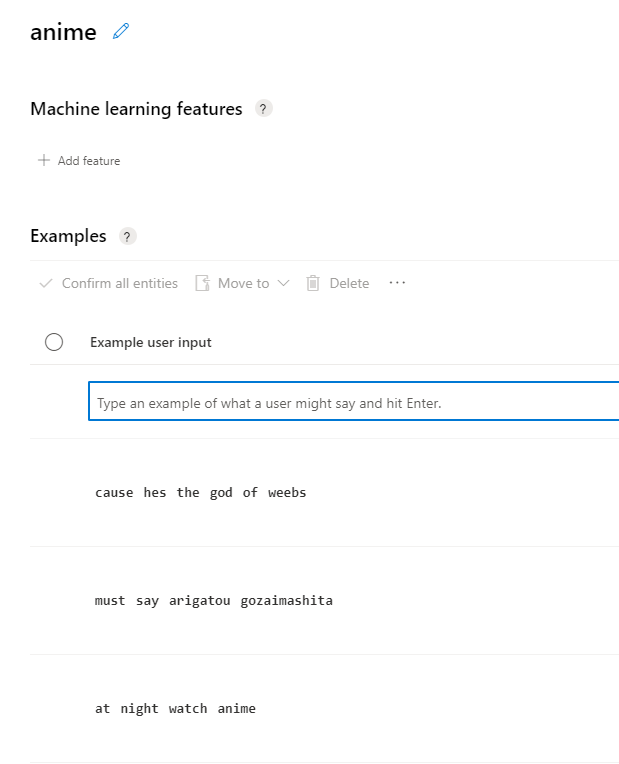 anime
Machine learning features ?
Add feature
Examples ?
Confirm all entities Move to Delete ...
Example user input
Type an example of what a user might say and hit Enter.
cause hes the god of weebs
must say arigatou gozaimashita
at night watch anime